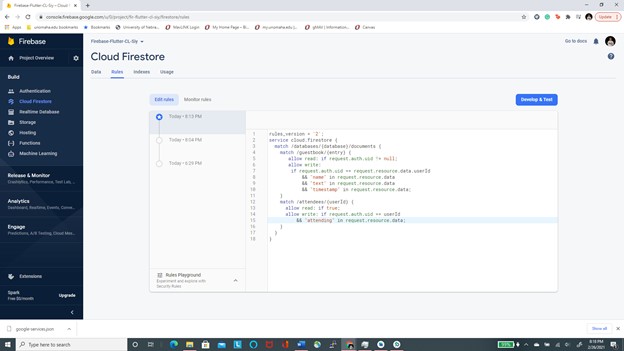 Firebase-Flutter-CL-Sly - Cloud
console.firebase.google.com/u/0/project/
/firestore/rules
Update
Apps
unomaha.edu bookmarks
Bookmarks
University of Nebra...
MavLINK Login
My Home Page - Bl...
my.unomaha.edu |...
gMAV | Information...
Canvas
Firebase
Firebase-Flutter-CL-Sly
Go to docs
Project Overview
Cloud Firestore
Data
Rules
Indexes
Usage
Build
Authentication
Cloud Firestore
Realtime Database
Storage
Hosting
Functions
Machine Learning
Release & Monitor
Crashlytics, Performance, Test Lab, ...
Analytics
Dashboard, Realtime, Events, Conve...
Engage
Predictions, A/B Testing, Cloud Mes...
Extensions
Spark
Free $0/month
Upgrade
Edit rules
Monitor rules
Develop & Test
Today • 8:15 PM
Today • 8:04 PM
Today • 6:29 PM
1 rules_version = '2';
2 service cloud.firestore {
3 match /databases/{database}/documents {
4 match /guestbook/{entry} {
5 allow read: if request.auth.uid != null;
6 allow write:
7 if request.auth.uid == request.resource.data.userId
8 && 'name' in request.resource.data
9 && 'text' in request.resource.data
10 && 'timestamp' in request.resource.data;
11 }
12 match /attendees/{userId} {
13 allow read: if true;
14 allow write: if request.auth.uid == userId
15 && 'attending' in request.resource.data;
16 }
17 }
18 }
Rules Playground
Experiment and explore with
Security Rules
google-services.json
Show all
Type here to search
8:15 PM
2/26/2021